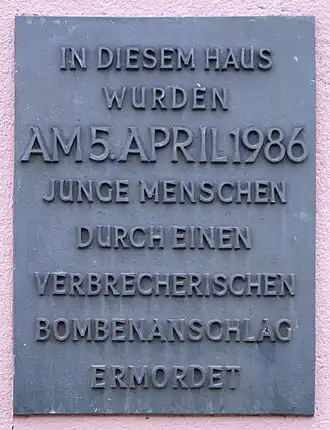 IN DIESEM HAUS
WURDEN
AM 5. APRIL 1986
JUNGE MENSCHEN
DURCH EINEN
VERBRECHERISCHEN
BOMBENANSCHLAG
ERMORDET